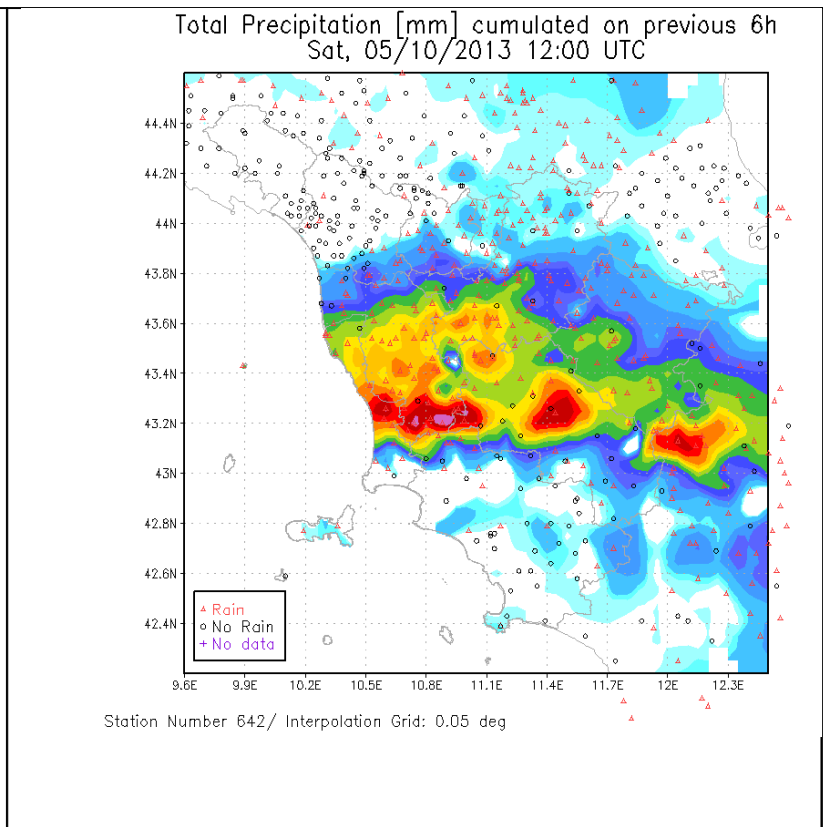 Total Precipitation [mm] cumulated on previous 6h
Sat, 05/10/2013 12:00 UTC
44.4N
44.2N
44N
43.8N
43.6N
43.4N
43.2N
43N
42.8N
42.6N
42.4N
Rain
No Rain
No data
9.6E 9.9E 10.2E 10.5E 10.8E 11.1E 11.4E 11.7E 12E 12.3E
Station Number 642/ Interpolation Grid: 0.05 deg